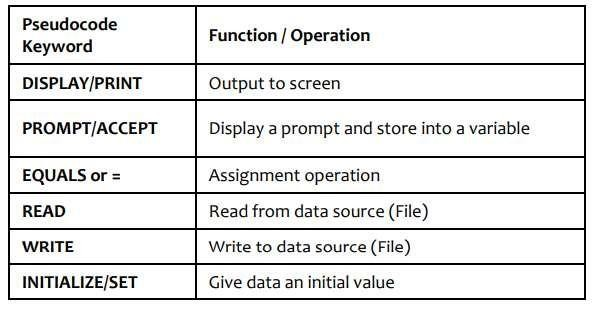 Pseudocode
Keyword
Function / Operation
DISPLAY/PRINT
Output to screen
PROMPT/ACCEPT
Display a prompt and store into a variable
EQUALS or =
Assignment operation
READ
Read from data source (File)
WRITE
Write to data source (File)
INITIALIZE/SET
Give data an initial value